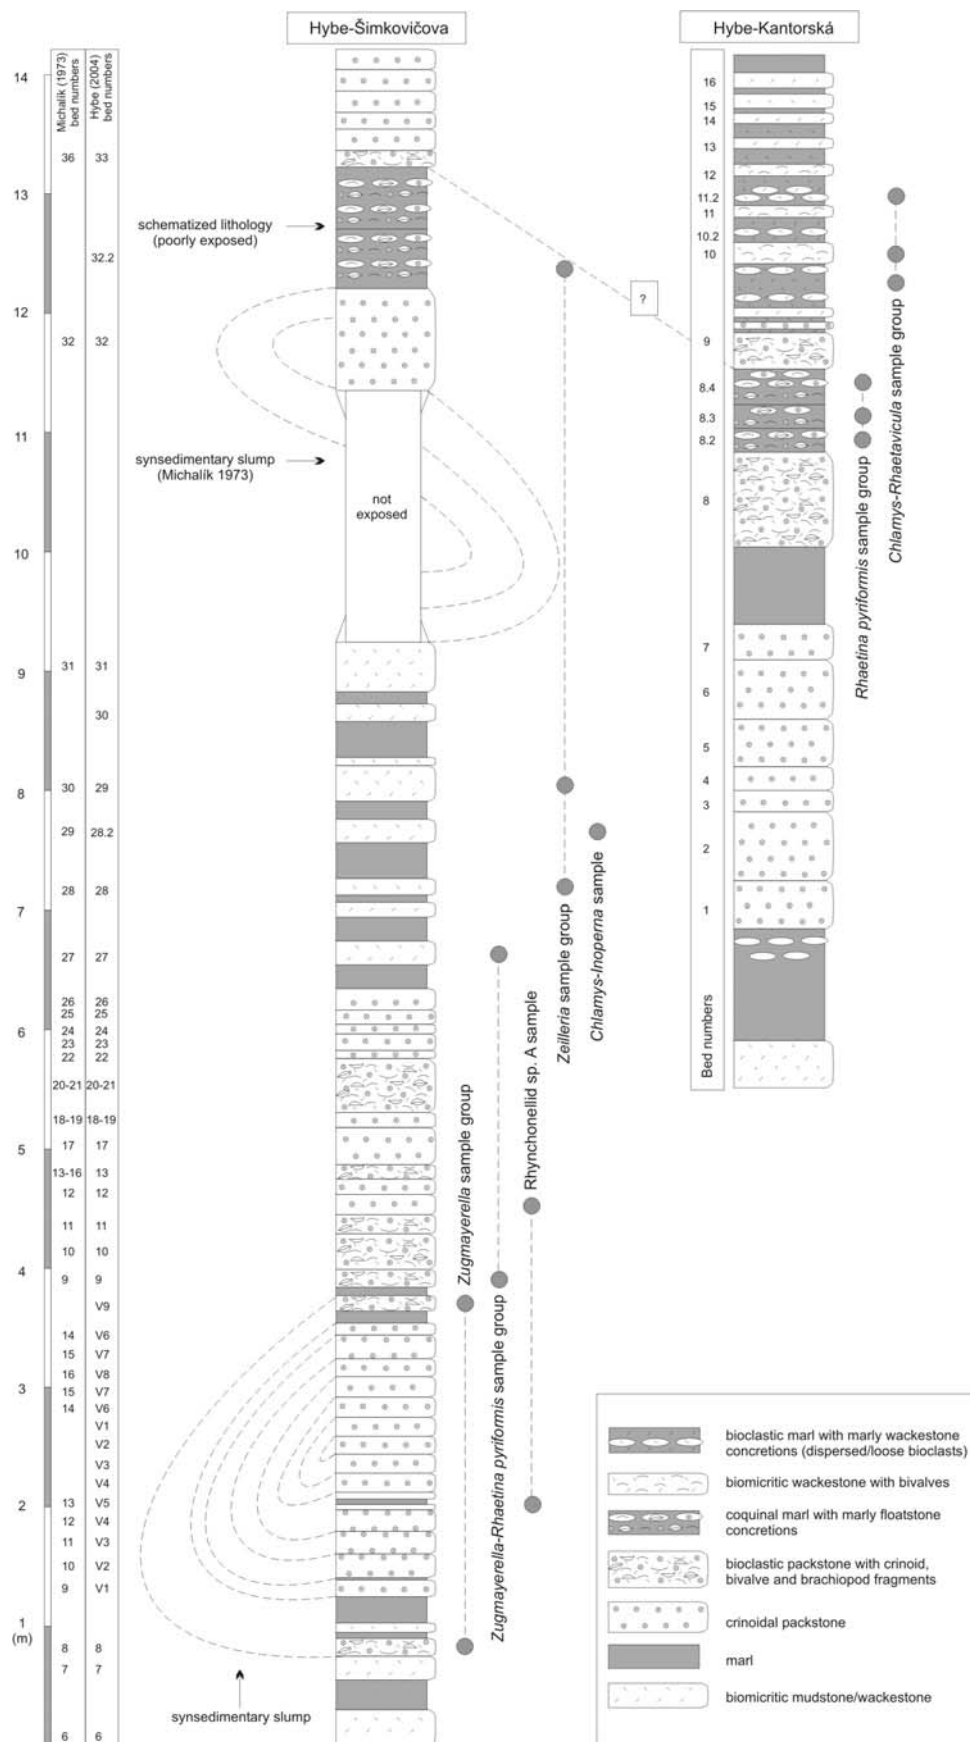 Hybe-Šimkovičova
Hybe-Kantorská
Michalík (1973)
bed numbers
Hybe (2004)
bed numbers
14
13
12
11
10
9
8
7
6
5
4
3
2
1
(m)
36
32
31
30
29
28
27
26
25
24
23
22
20-21
18-19
17
13-16
12
11
10
9
14
15
16
15
14
13
12
11
10
9
8
7
6
33
32.2
32
31
30
29
28.2
28
27
26
25
24
23
22
20-21
18-19
17
13
12
11
10
9
V9
V6
V7
V8
V7
V6
V1
V2
V3
V4
V5
V4
V3
V2
V1
8
7
6
schematized lithology
(poorly exposed)
synsedimentary slump
(Michalík 1973)
not
exposed
synsedimentary slump
?
Zugmayerella sample group
Zugmayerella-Rhaetina pyriformis sample group
Rhynchonellid sp. A sample
Zeilleria sample group
Chlamys-Inoperna sample
Rhaetina pyriformis sample group
Chlamys-Rhaetavicula sample group
16
15
14
13
12
11.2
11
10.2
10
9
8.4
8.3
8.2
8
7
6
5
4
3
2
1
Bed numbers
bioclastic marl with marly wackestone
concretions (dispersed/loose bioclasts)
biomicritic wackestone with bivalves
coquinal marl with marly floatstone
concretions
bioclastic packstone with crinoid,
bivalve and brachiopod fragments
crinoidal packstone
marl
biomicritic mudstone/wackestone